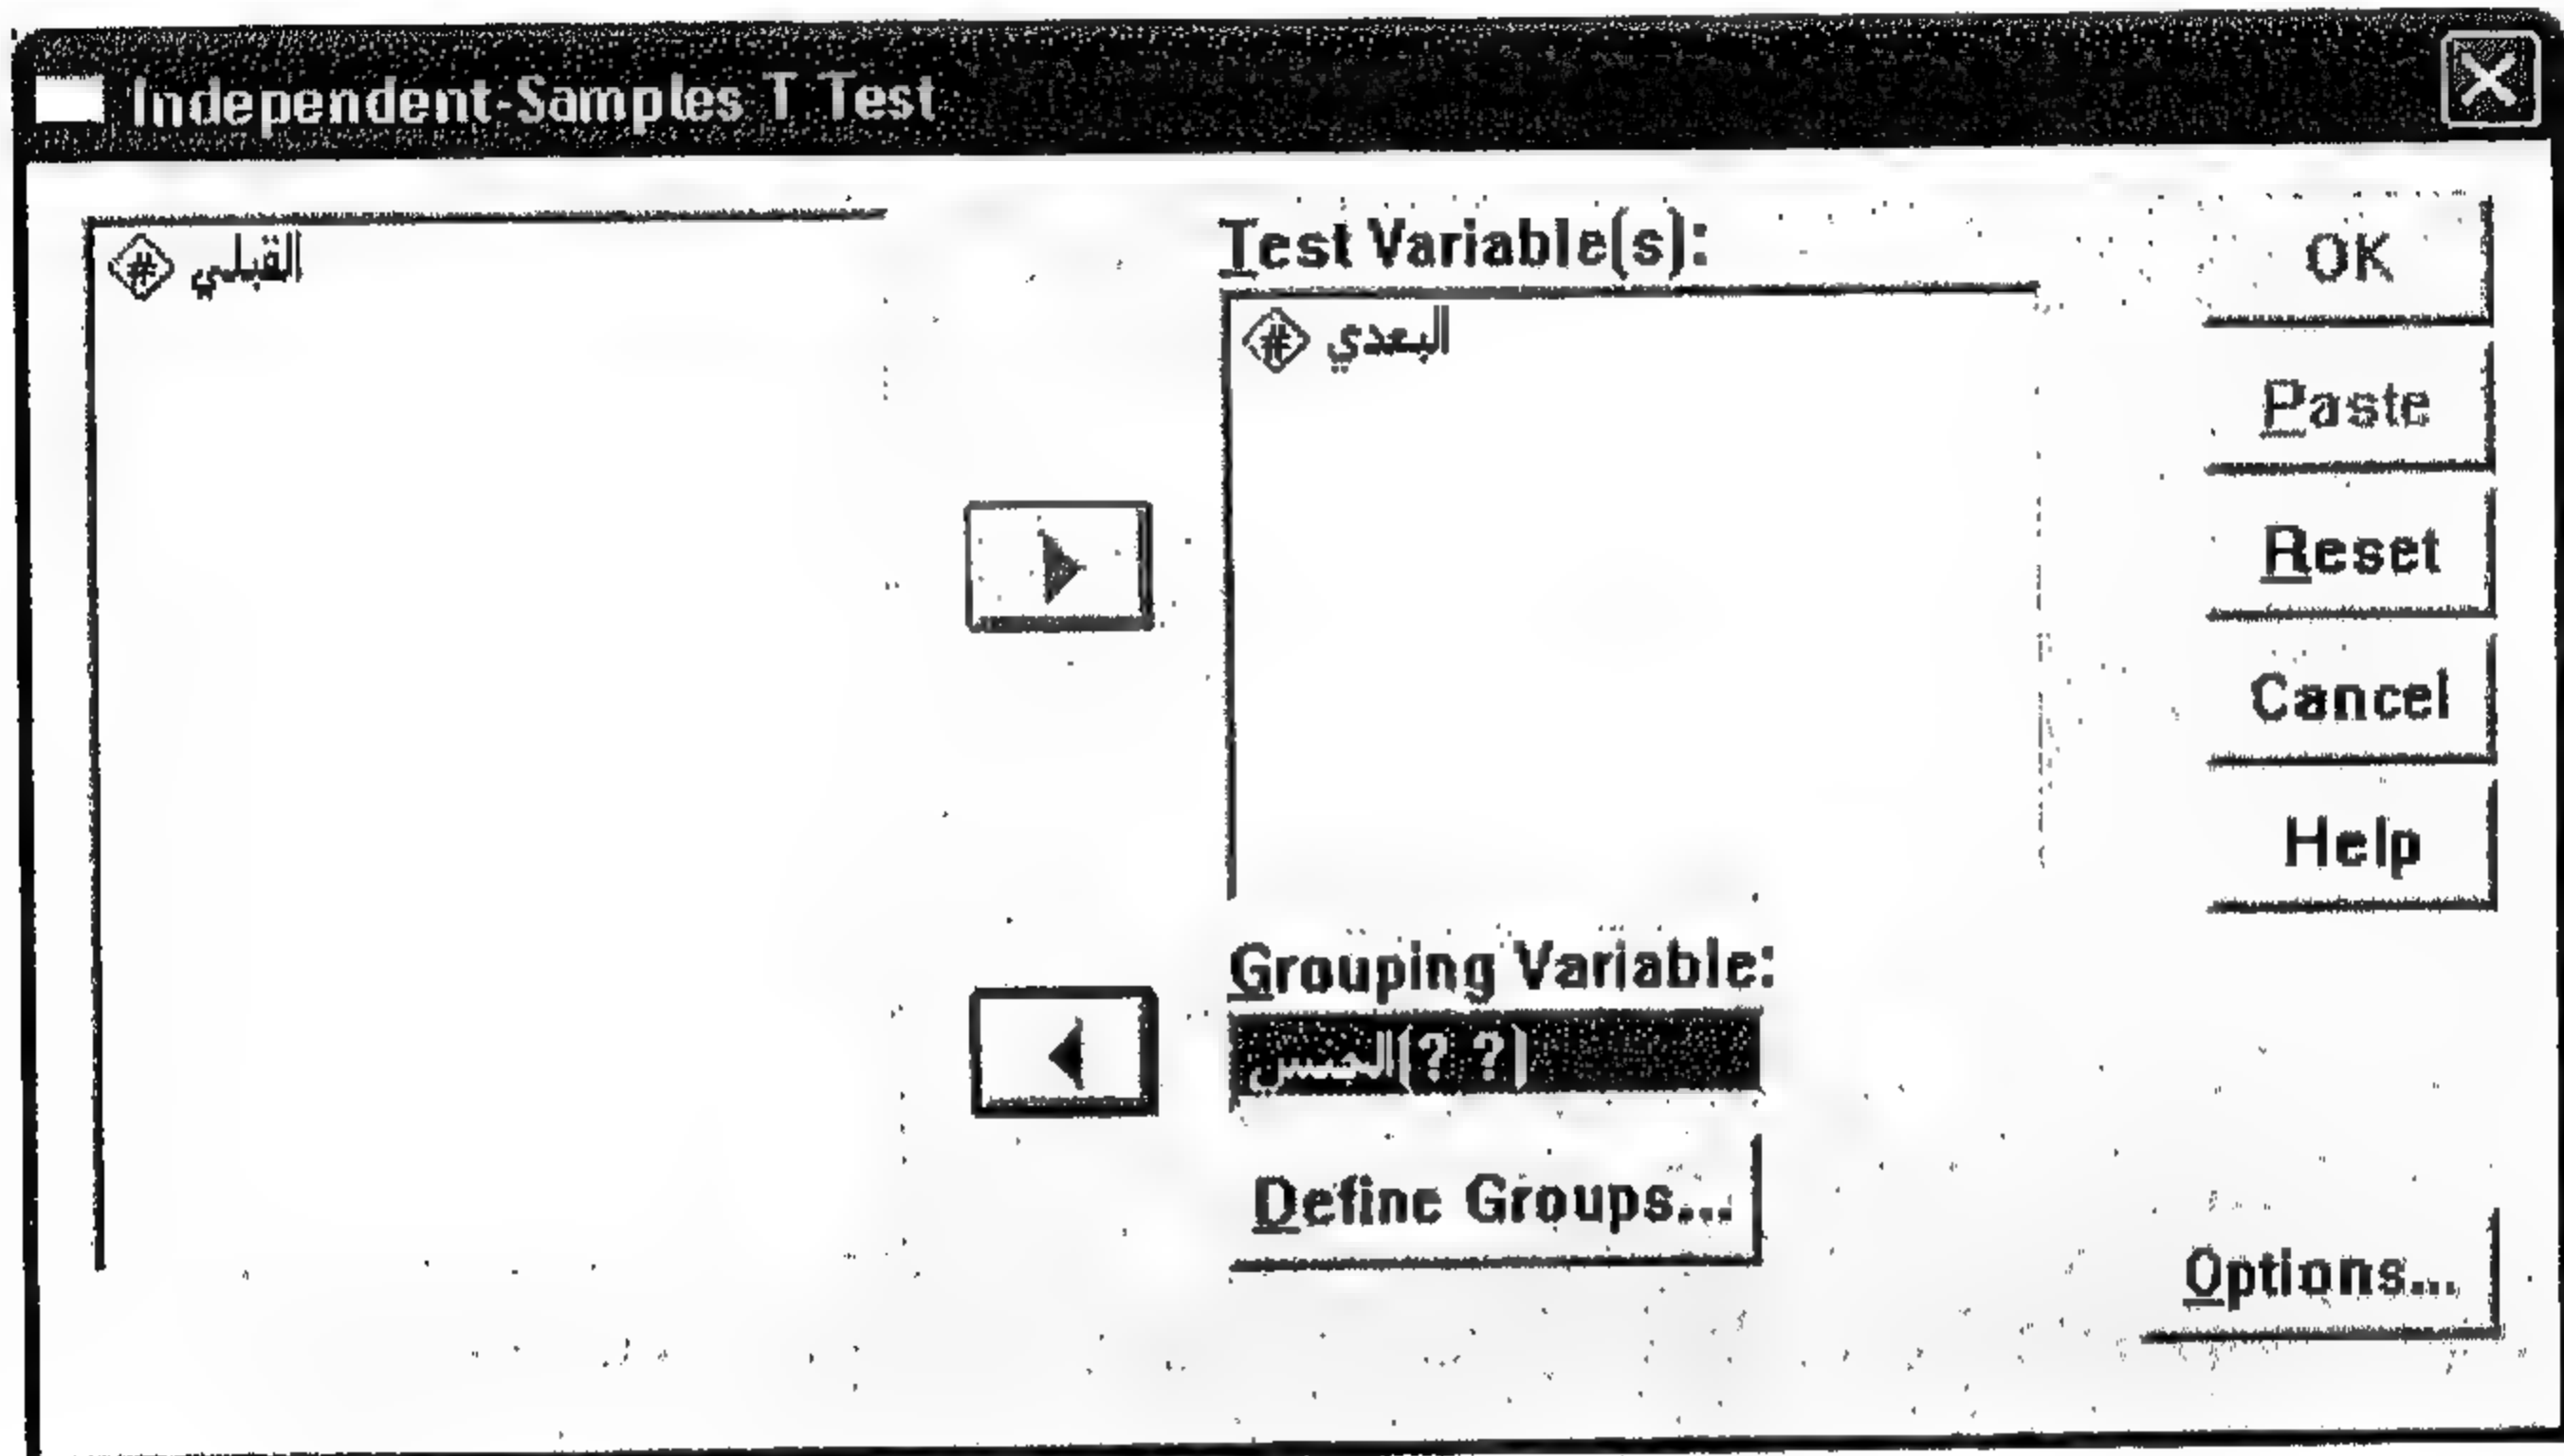 Independent-Samples T Test
القبلي
Test Variable(s):
البعدي
OK
Paste
Reset
Cancel
Help
Grouping Variable:
الجنس(? ?)
Define Groups...
Options...